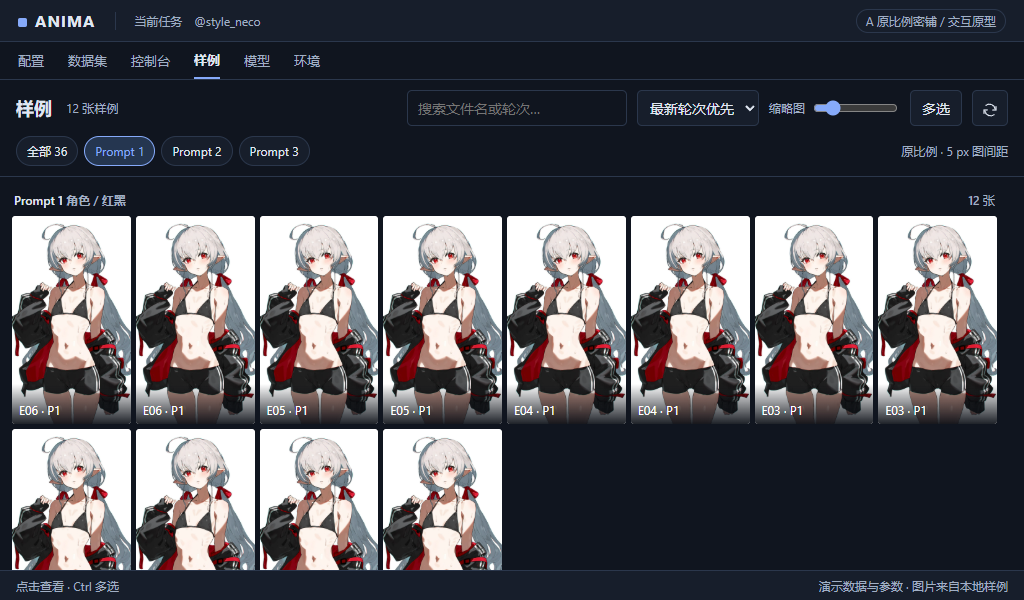 ANIMA 当前任务 @style_neco A 原比例密铺 / 交互原型
配置 数据集 控制台 样例 模型 环境
样例 12 张样例 搜索文件名或轮次... 最新轮次优先 缩略图 多选
全部 36 Prompt 1 Prompt 2 Prompt 3 原比例 · 5 px 图间距
Prompt 1 角色 / 红黑 12 张
E06 · P1 E06 · P1 E05 · P1 E05 · P1 E04 · P1 E04 · P1 E03 · P1 E03 · P1
点击查看 · Ctrl 多选 演示数据与参数 · 图片来自本地样例